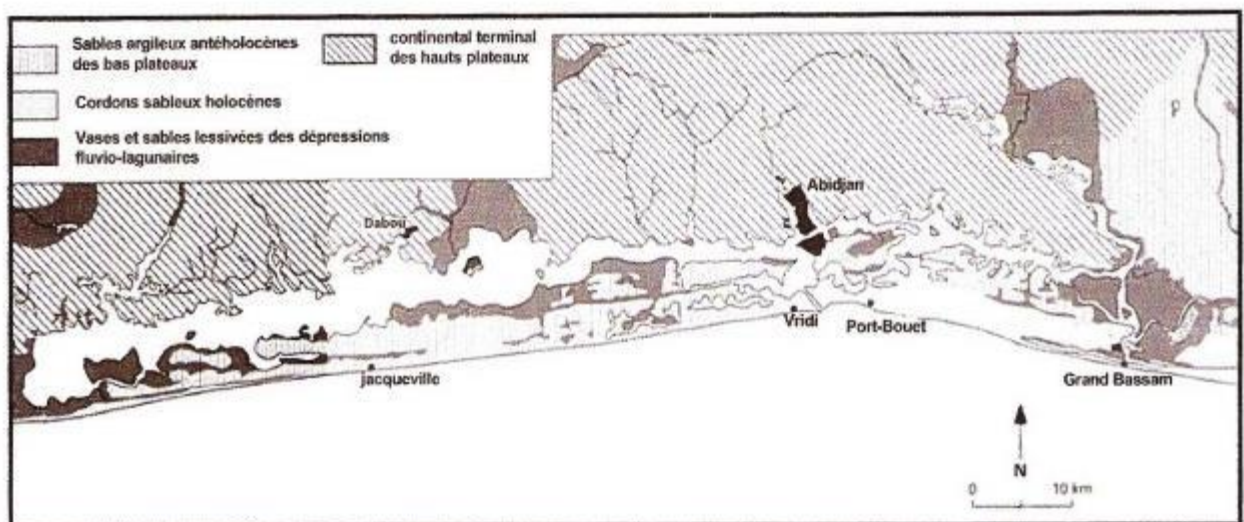 Sables argileux antéholocènes
des bas plateaux
continental terminal
des hauts plateaux
Cordons sableux holocènes
Vases et sables lessivées des dépressions
fluvio-lagunaires
Abidjan
Dabou
Vridi
Port-Bouet
jacqueville
Grand Bassam
N
0 10 km